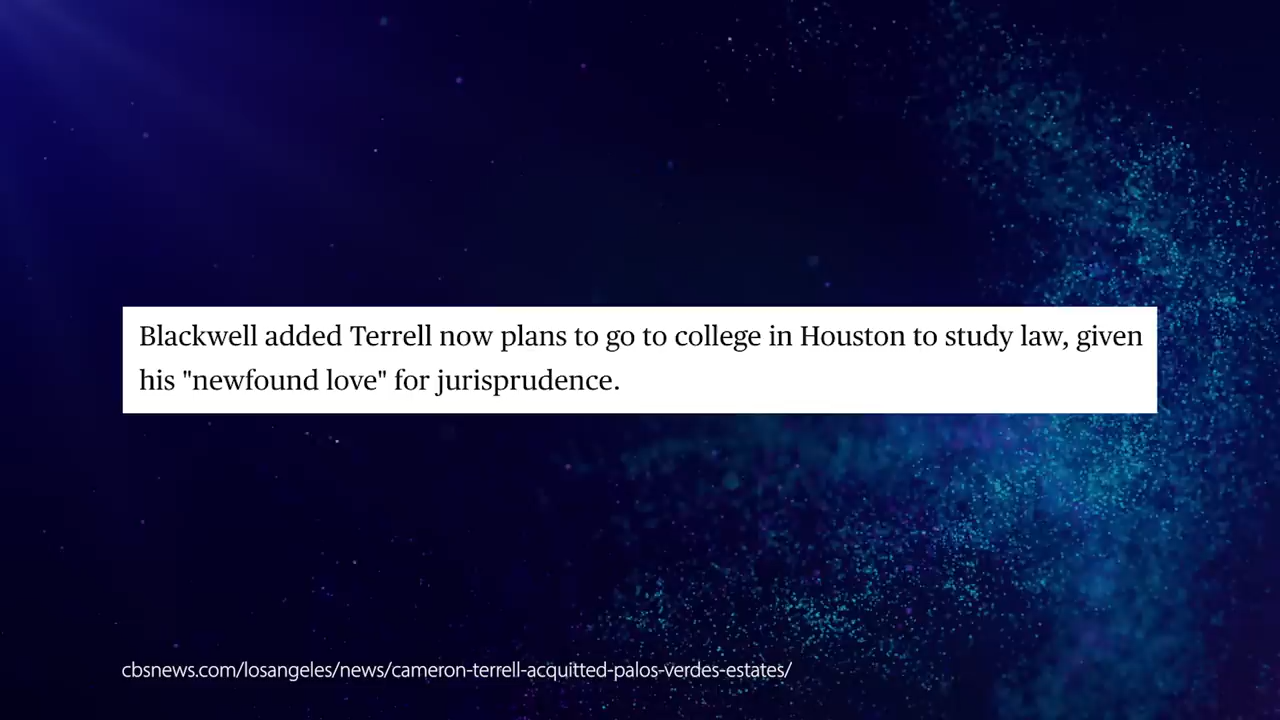 Blackwell added Terrell now plans to go to college in Houston to study law, given
his "newfound love" for jurisprudence.
cbsnews.com/losangeles/news/cameron-terrell-acquitted-palos-verdes-estates/